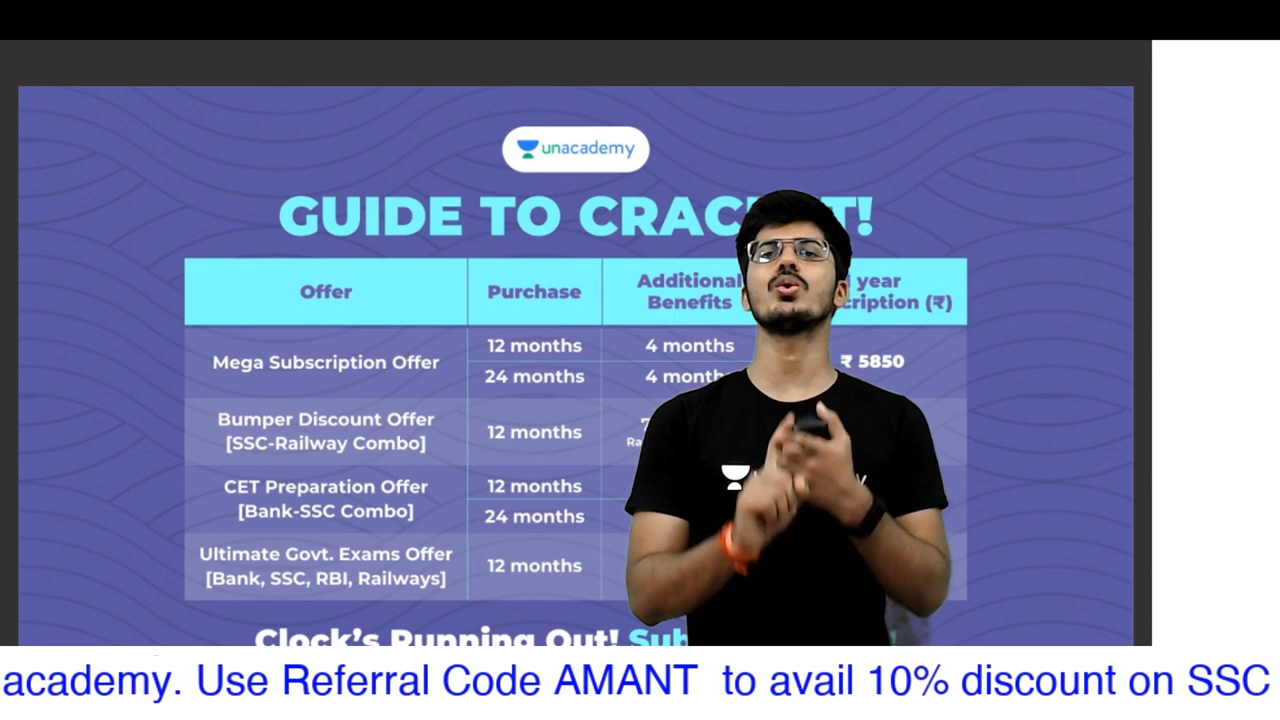 unacademy
GUIDE TO
Offer
Purchase
Additional
Benefits
year
(₹)
Mega Subscription Offer
12 months
4 months
₹ 5850
24 months
4
Bumper Discount Offer
[SSC-Railway Combo]
12 months
CET Preparation Offer
[Bank-SSC Combo]
12 months
24 months
Ultimate Govt. Exams Offer
[Bank, SSC, RBI, Railways]
12 months
Clock's Running Out!
academy. Use Referral Code AMANT to avail 10% discount on SSC